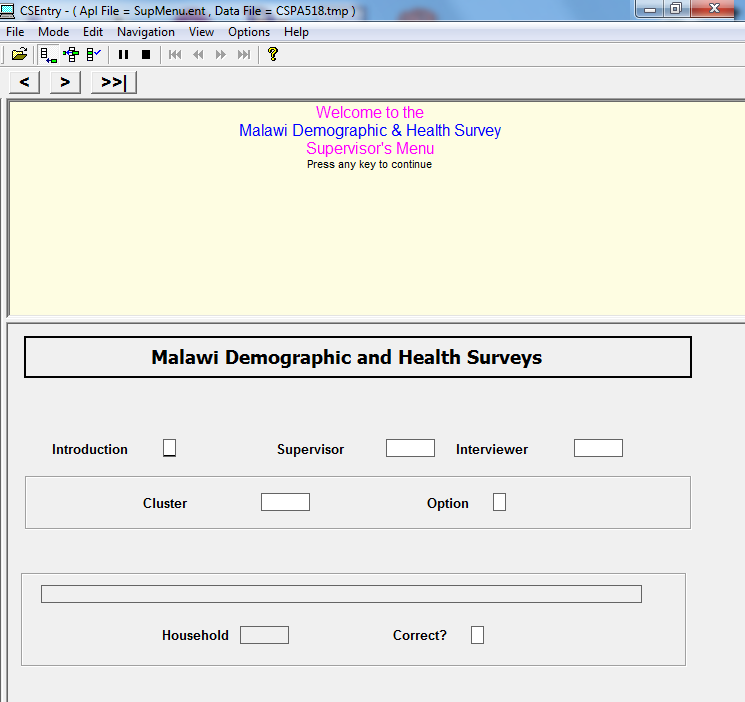 CSEntry - ( Apl File = SupMenu.ent , Data File = CSPA518.tmp )
File Mode Edit Navigation View Options Help
< > >>|
Welcome to the
Malawi Demographic & Health Survey
Supervisor's Menu
Press any key to continue
Malawi Demographic and Health Surveys
Introduction Supervisor Interviewer
Cluster Option
Household Correct?